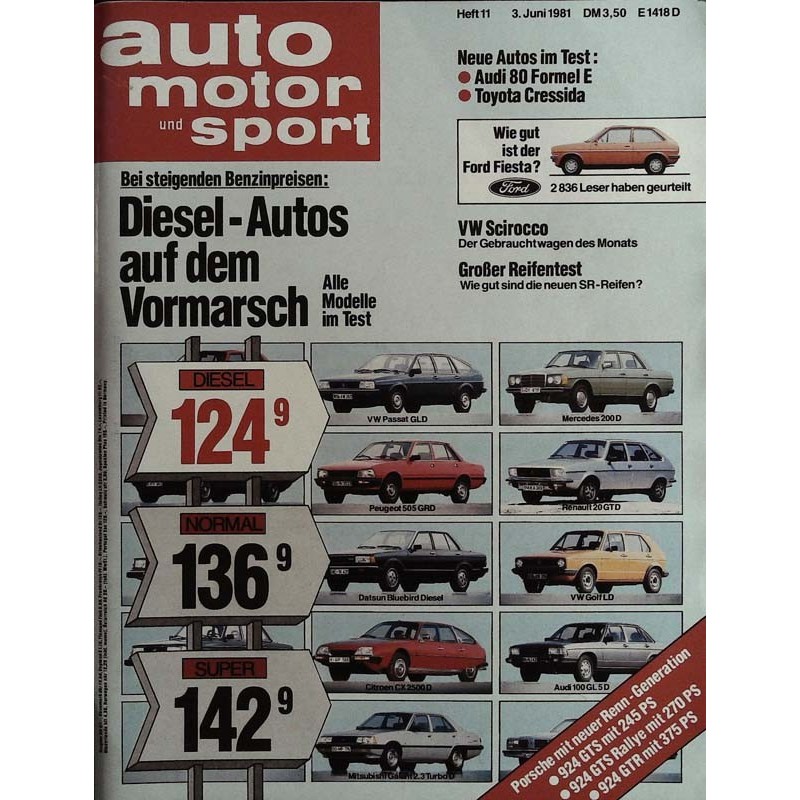 auto
motor
und sport
Heft 11 3. Juni 1981 DM 3,50 E 1418 D
Neue Autos im Test:
● Audi 80 Formel E
● Toyota Cressida
Wie gut
ist der
Ford Fiesta?
Ford 2 836 Leser haben geurteilt
VW Scirocco
Der Gebrauchtwagen des Monats
Großer Reifentest
Wie gut sind die neuen SR-Reifen?
Bei steigenden Benzinpreisen:
Diesel-Autos
auf dem
Vormarsch
Alle
Modelle
im Test
DIESEL
124⁹
NORMAL
136⁹
SUPER
142⁹
VW Passat GLD
Mercedes 200 D
Peugeot 505 GRD
Renault 20 GTD
Datsun Bluebird Diesel
VW Golf LD
Citroen CX 2500 D
Audi 100 GL 5 D
Mitsubishi Galant 2.3 Turbo D
Porsche mit neuer Renn-Generation
● 924 GTS mit 245 PS
● 924 GTS Rallye mit 270 PS
● 924 GTR mit 375 PS